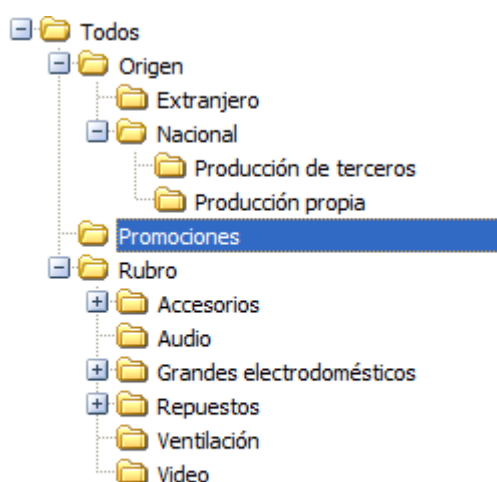 Todos
Origen
Extranjero
Nacional
Producción de terceros
Producción propia
Promociones
Rubro
Accesorios
Audio
Grandes electrodomésticos
Repuestos
Ventilación
Video